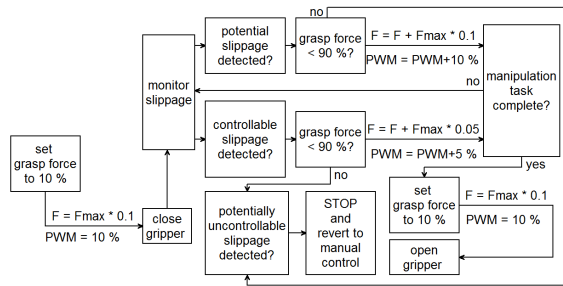 no
potential
slippage
detected?
grasp force
< 90 %?
F = F + Fmax * 0.1
PWM = PWM+10 %
manipulation
task
complete?
monitor
slippage
no
controllable
slippage
detected?
grasp force
< 90 %?
F = F + Fmax * 0.05
PWM = PWM+5 %
set
grasp force
to 10 %
F = Fmax * 0.1
PWM = 10 %
close
gripper
no
yes
potentially
uncontrollable
slippage
detected?
STOP
and
revert to
manual
control
set
grasp force
to 10 %
F = Fmax * 0.1
PWM = 10 %
open
gripper